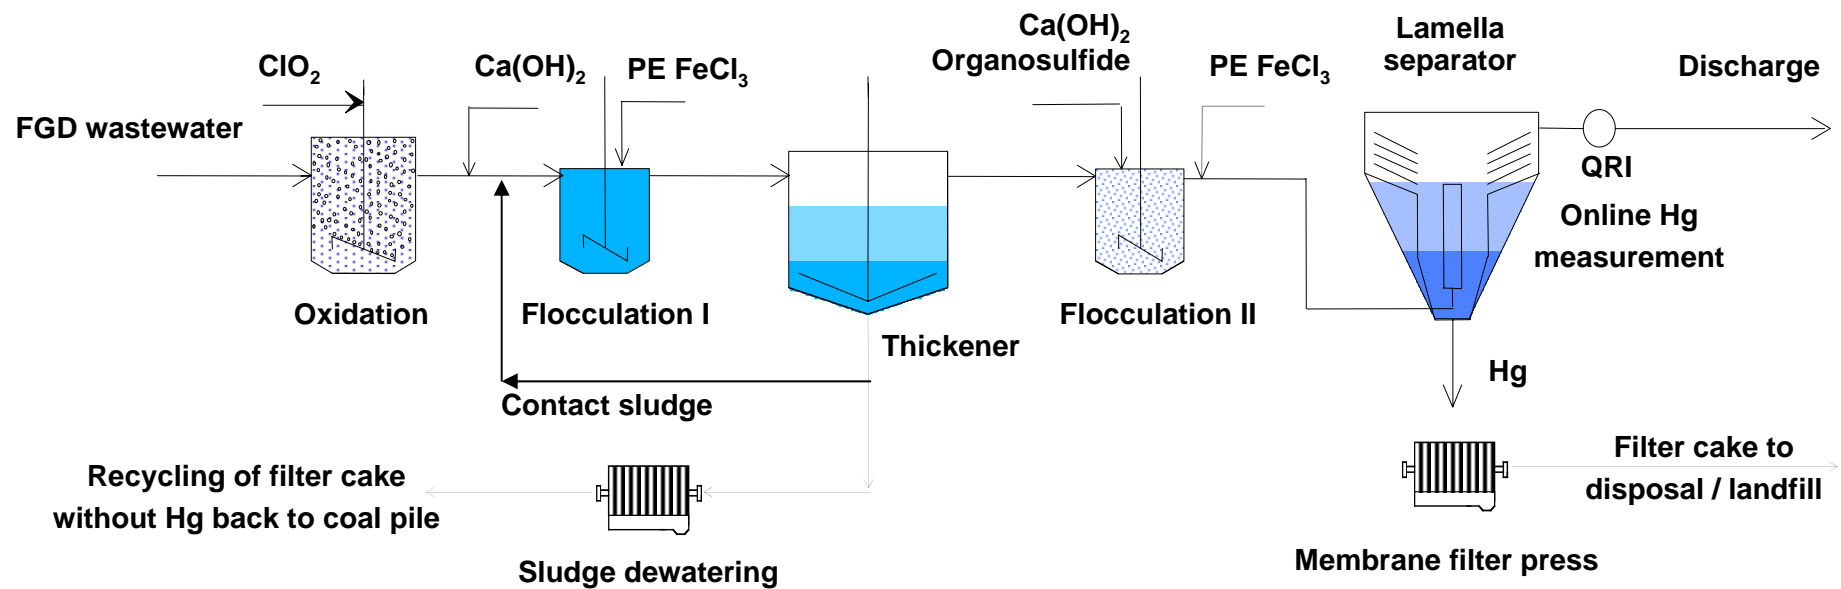 ClO₂
FGD wastewater
Ca(OH)₂
PE FeCl₃
Ca(OH)₂
Organosulfide
PE FeCl₃
Lamella
separator
Discharge
QRI
Online Hg
measurement
Oxidation
Flocculation I
Thickener
Flocculation II
Hg
Contact sludge
Recycling of filter cake
without Hg back to coal pile
Sludge dewatering
Filter cake to
disposal / landfill
Membrane filter press